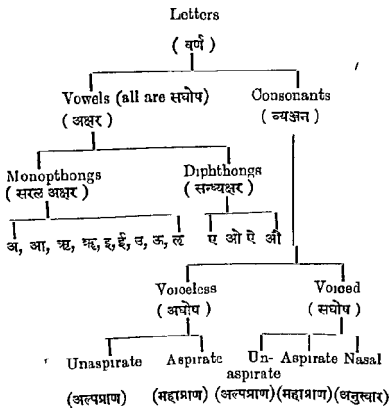 Letters
(वर्ण)
Vowels (all are सघोष) Consonants
(अक्षर) (व्यञ्जन)
Monopthongs Diphthongs
(सरल अक्षर) (सन्ध्यक्षर)
अ, आ, ऋ, ॠ, इ, ई, उ, ऊ, ऌ ए ओ ऐ औ
Voiceless Voiced
(अघोष) (सघोष)
Unaspirate Aspirate Un- Aspirate Nasal
aspirate
(अल्पप्राण) (महाप्राण) (अल्पप्राण) (महाप्राण) (अनुस्वार)